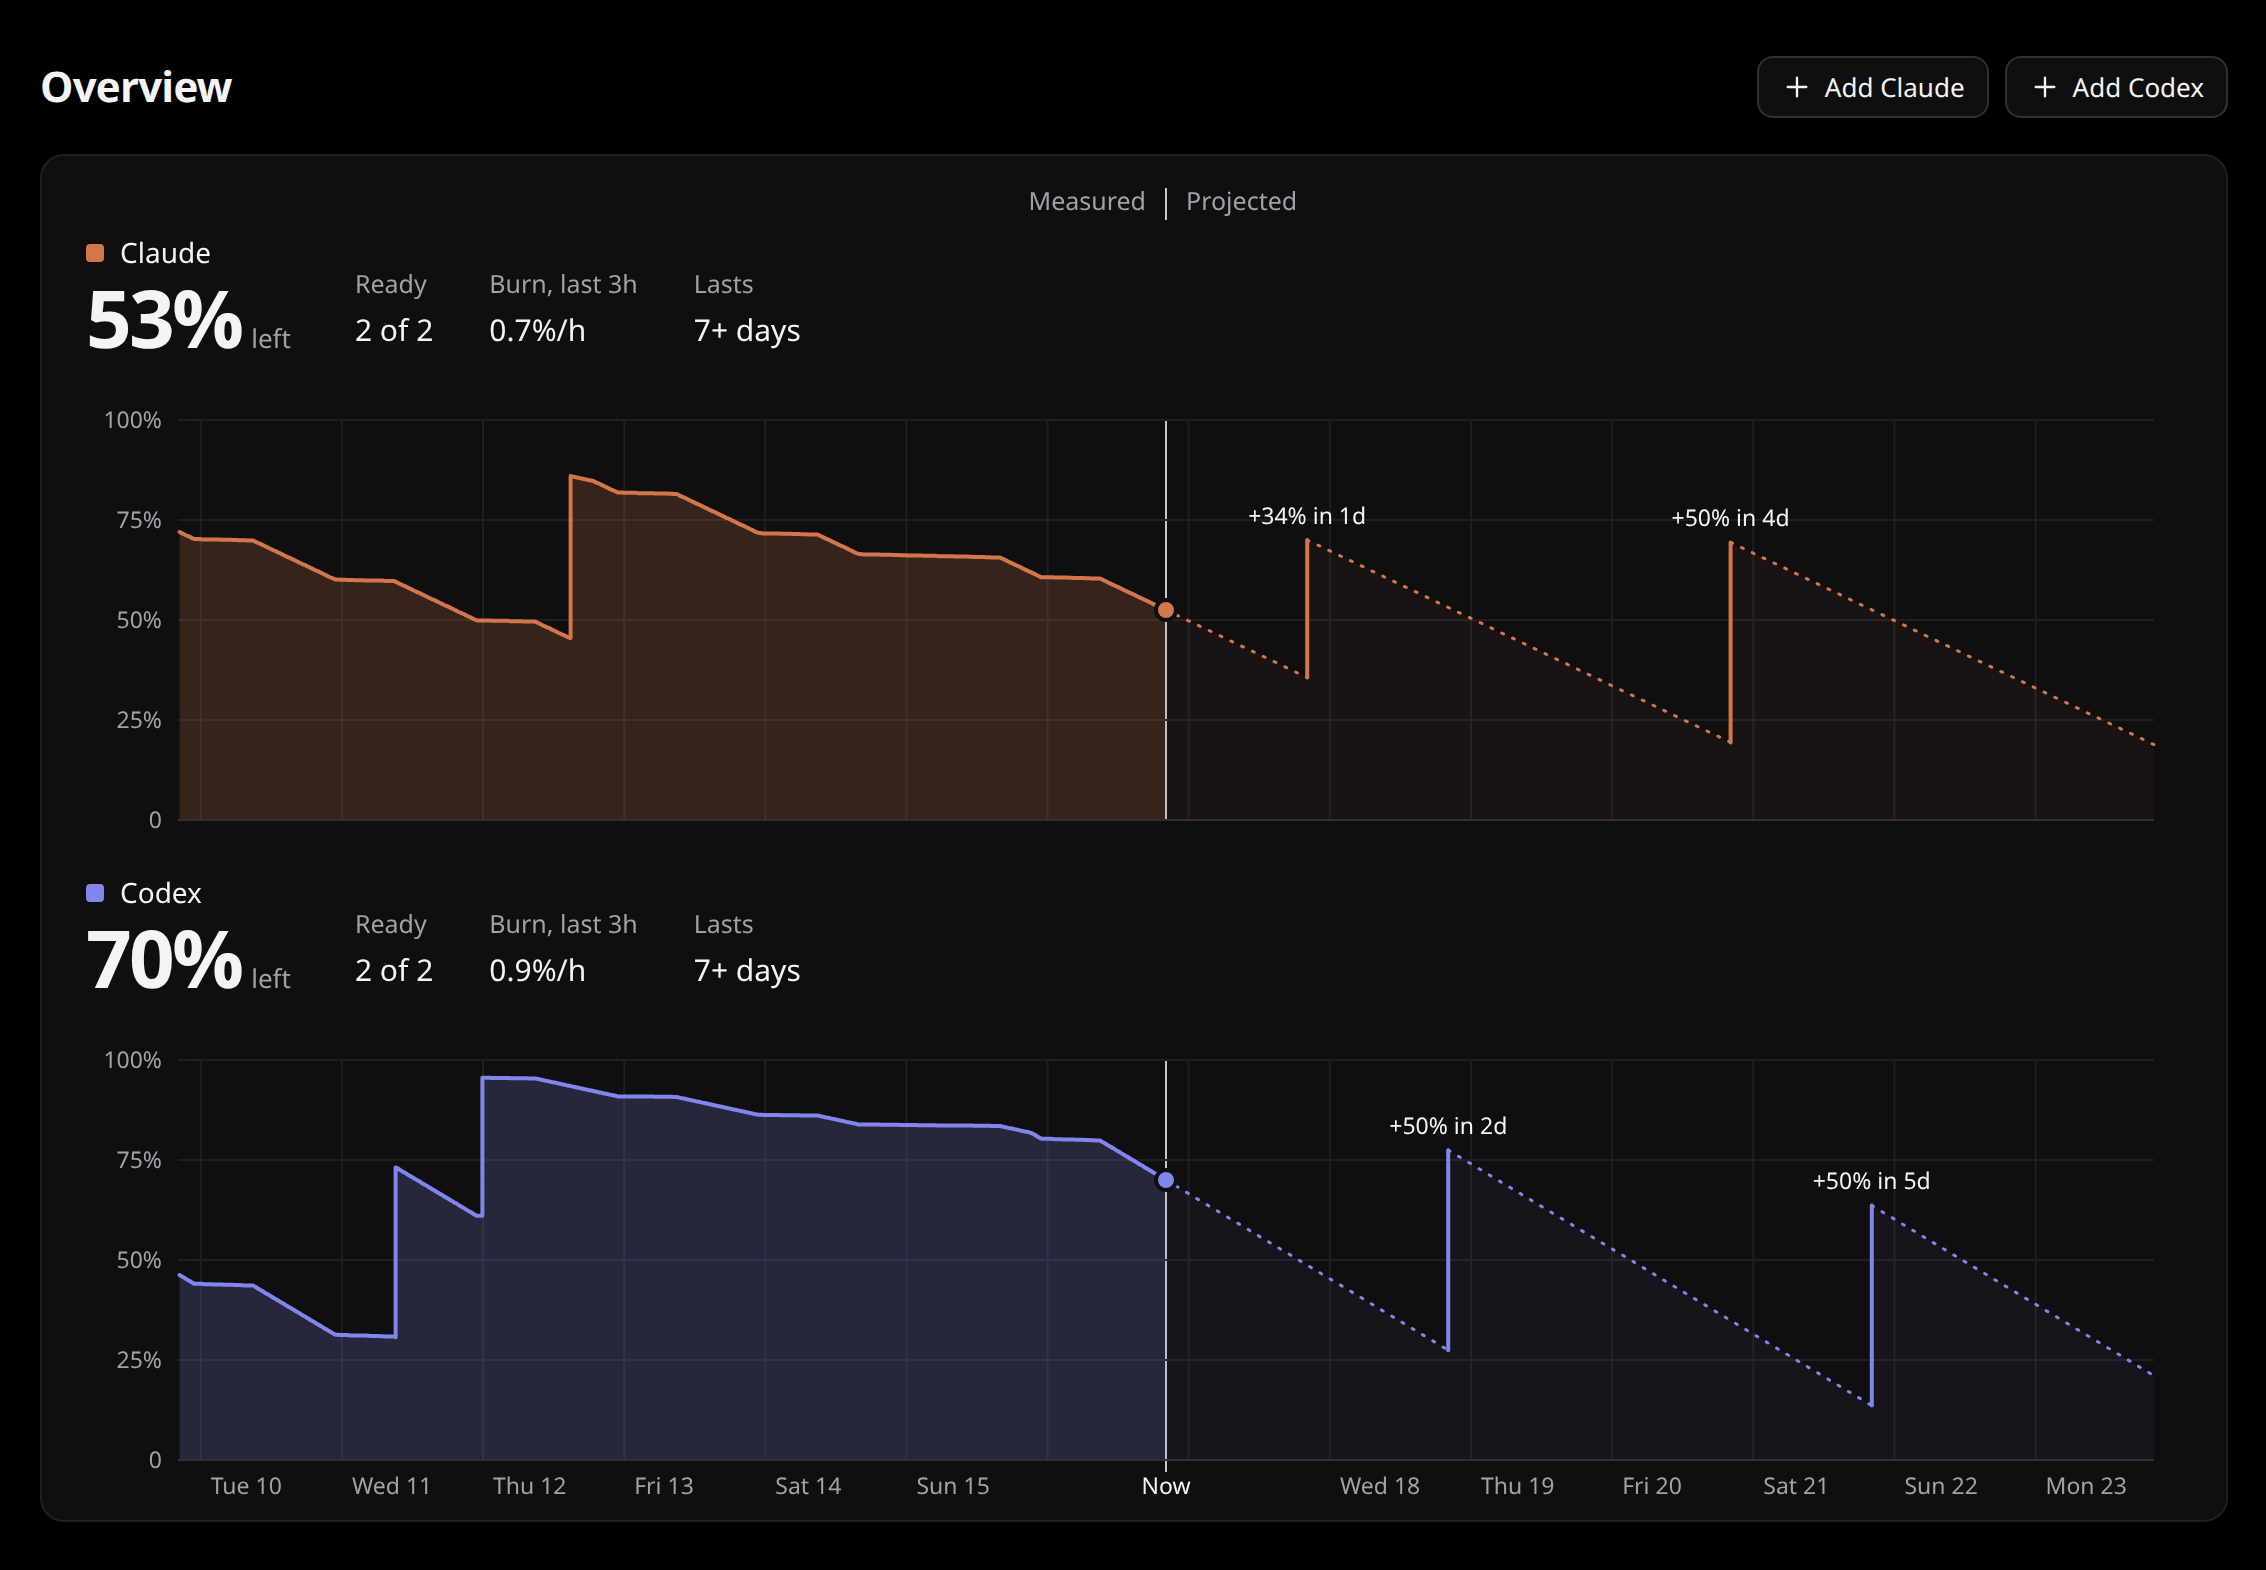 Overview
+ Add Claude
+ Add Codex
Measured | Projected
Claude
53% left
Ready
2 of 2
Burn, last 3h
0.7%/h
Lasts
7+ days
100%
75%
50%
25%
0
+34% in 1d
+50% in 4d
Codex
70% left
Ready
2 of 2
Burn, last 3h
0.9%/h
Lasts
7+ days
100%
75%
50%
25%
0
+50% in 2d
+50% in 5d
Tue 10 Wed 11 Thu 12 Fri 13 Sat 14 Sun 15 Now Wed 18 Thu 19 Fri 20 Sat 21 Sun 22 Mon 23